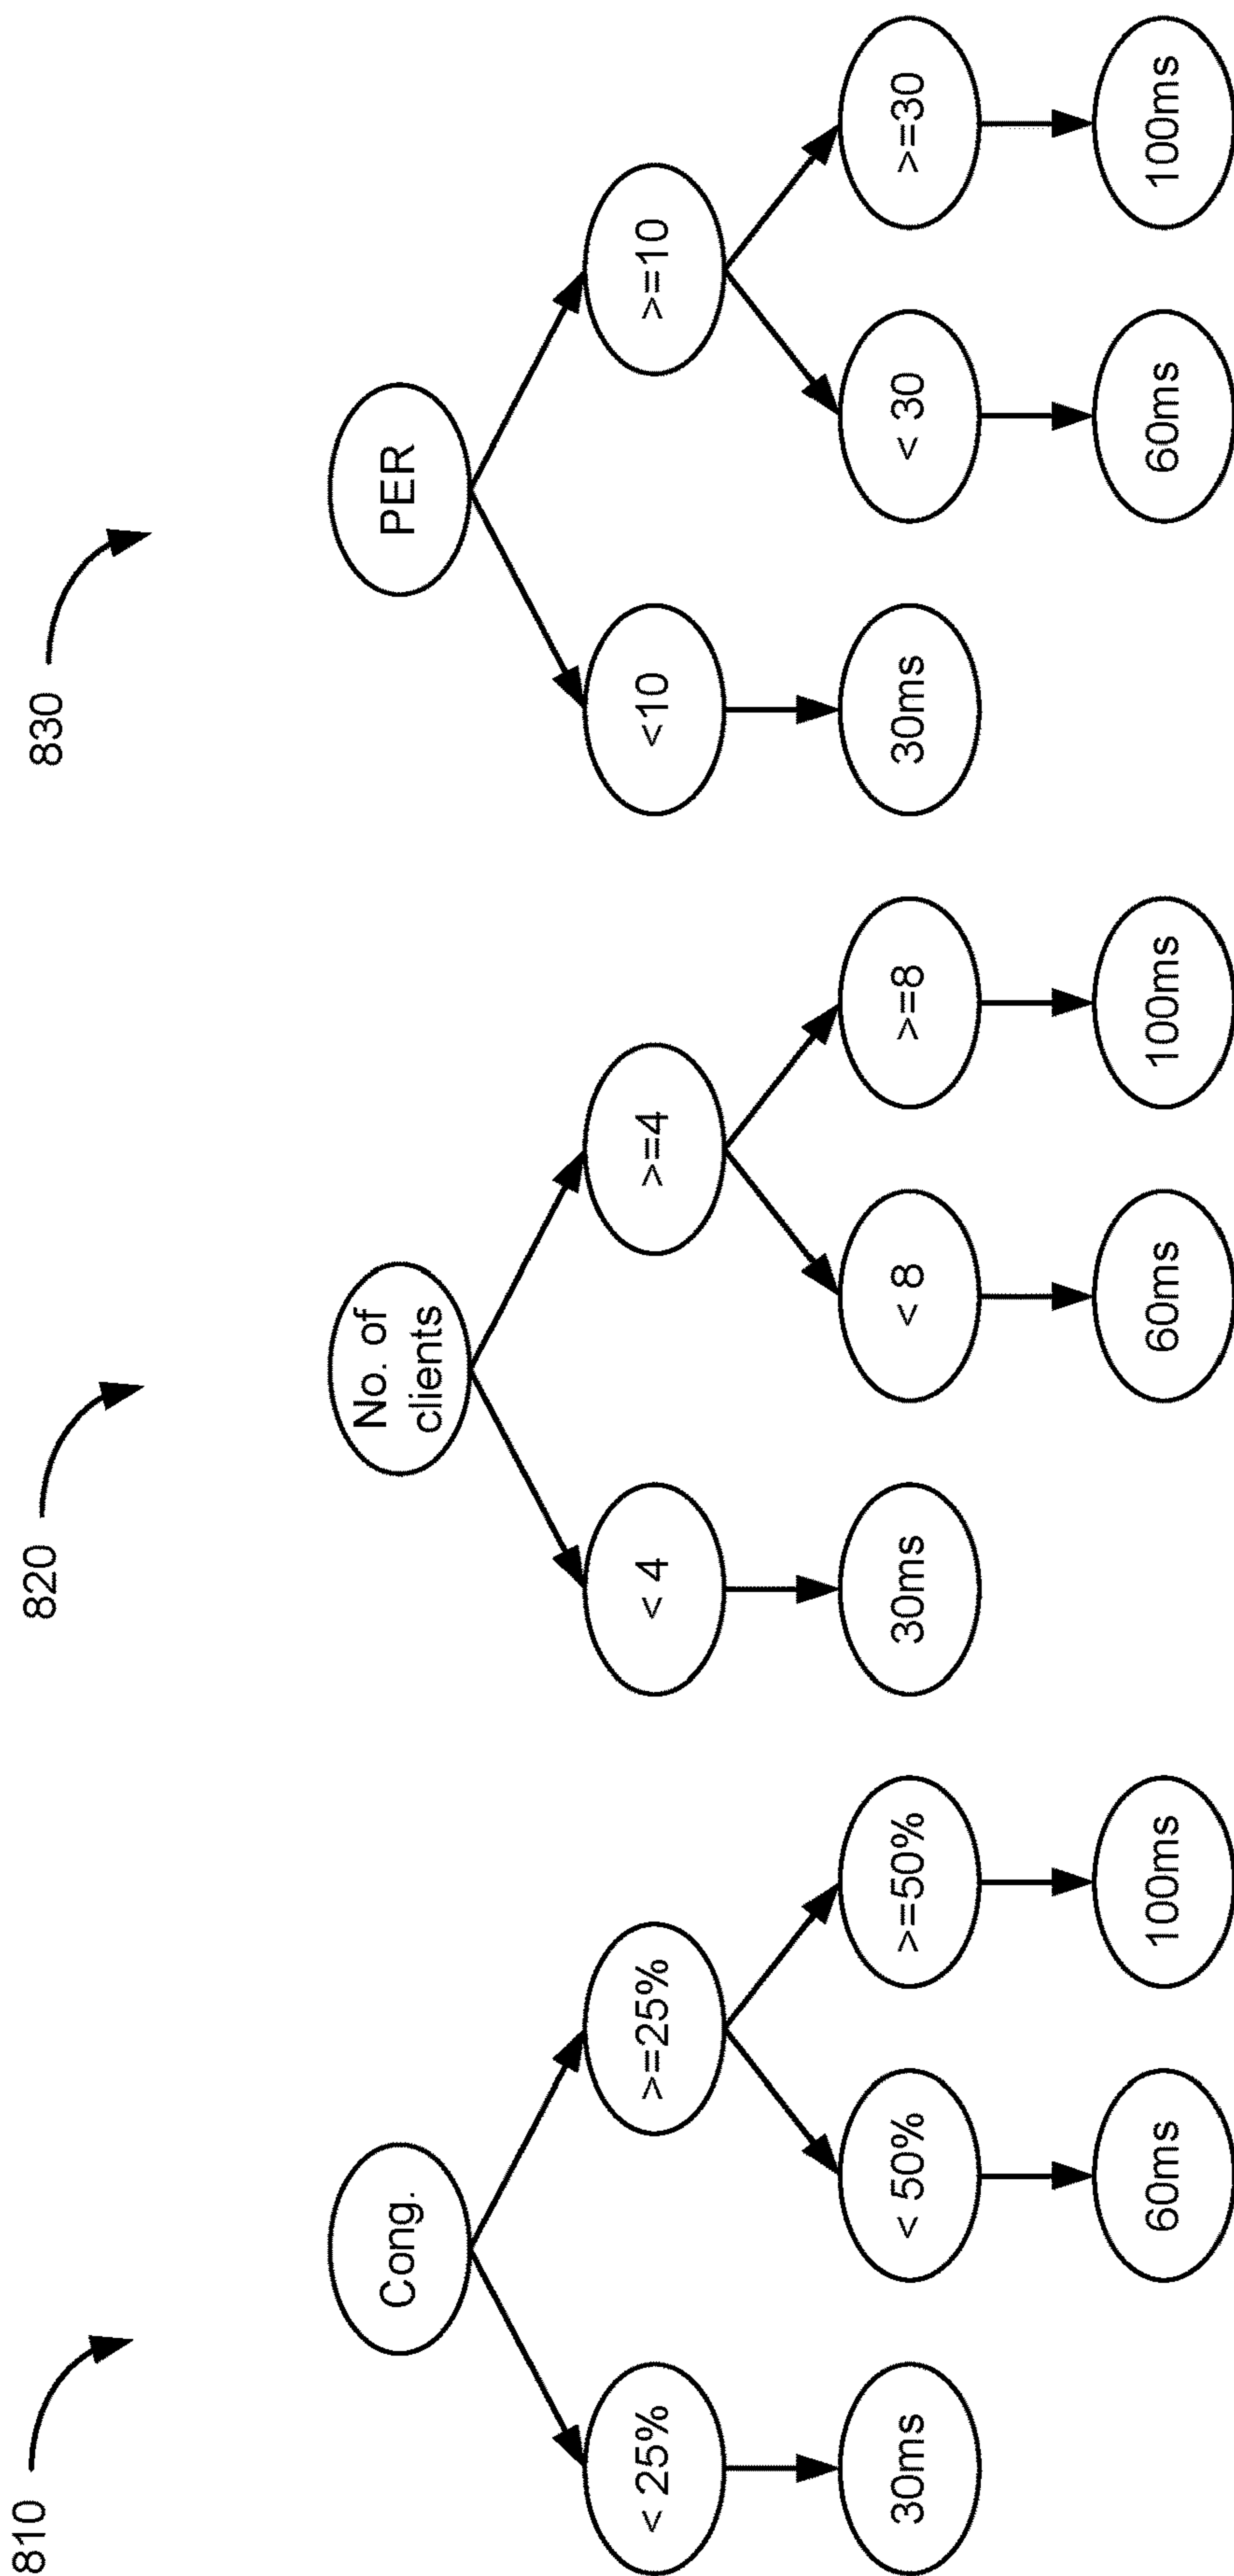 810
Cong.
< 25%
>=25%
30ms
< 50%
>=50%
60ms
100ms
820
No. of
clients
< 4
>=4
30ms
< 8
>=8
60ms
100ms
830
PER
<10
>=10
30ms
< 30
>=30
60ms
100ms